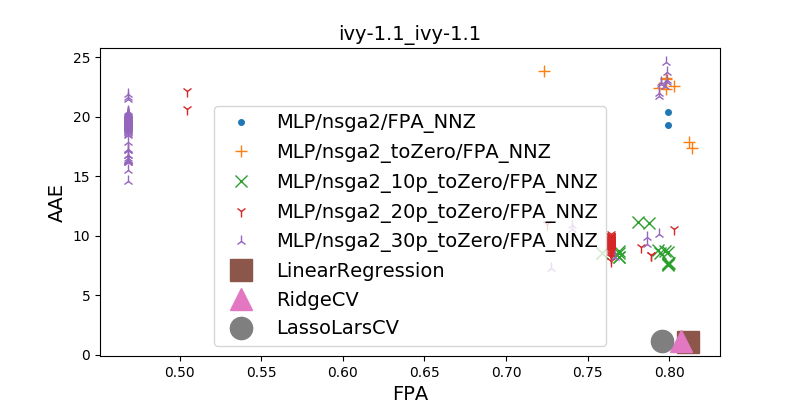 ivy-1.1_ivy-1.1
25
20
15
10
5
0
AAE
MLP/nsga2/FPA_NNZ
MLP/nsga2_toZero/FPA_NNZ
MLP/nsga2_10p_toZero/FPA_NNZ
MLP/nsga2_20p_toZero/FPA_NNZ
MLP/nsga2_30p_toZero/FPA_NNZ
LinearRegression
RidgeCV
LassoLarsCV
0.50 0.55 0.60 0.65 0.70 0.75 0.80
FPA